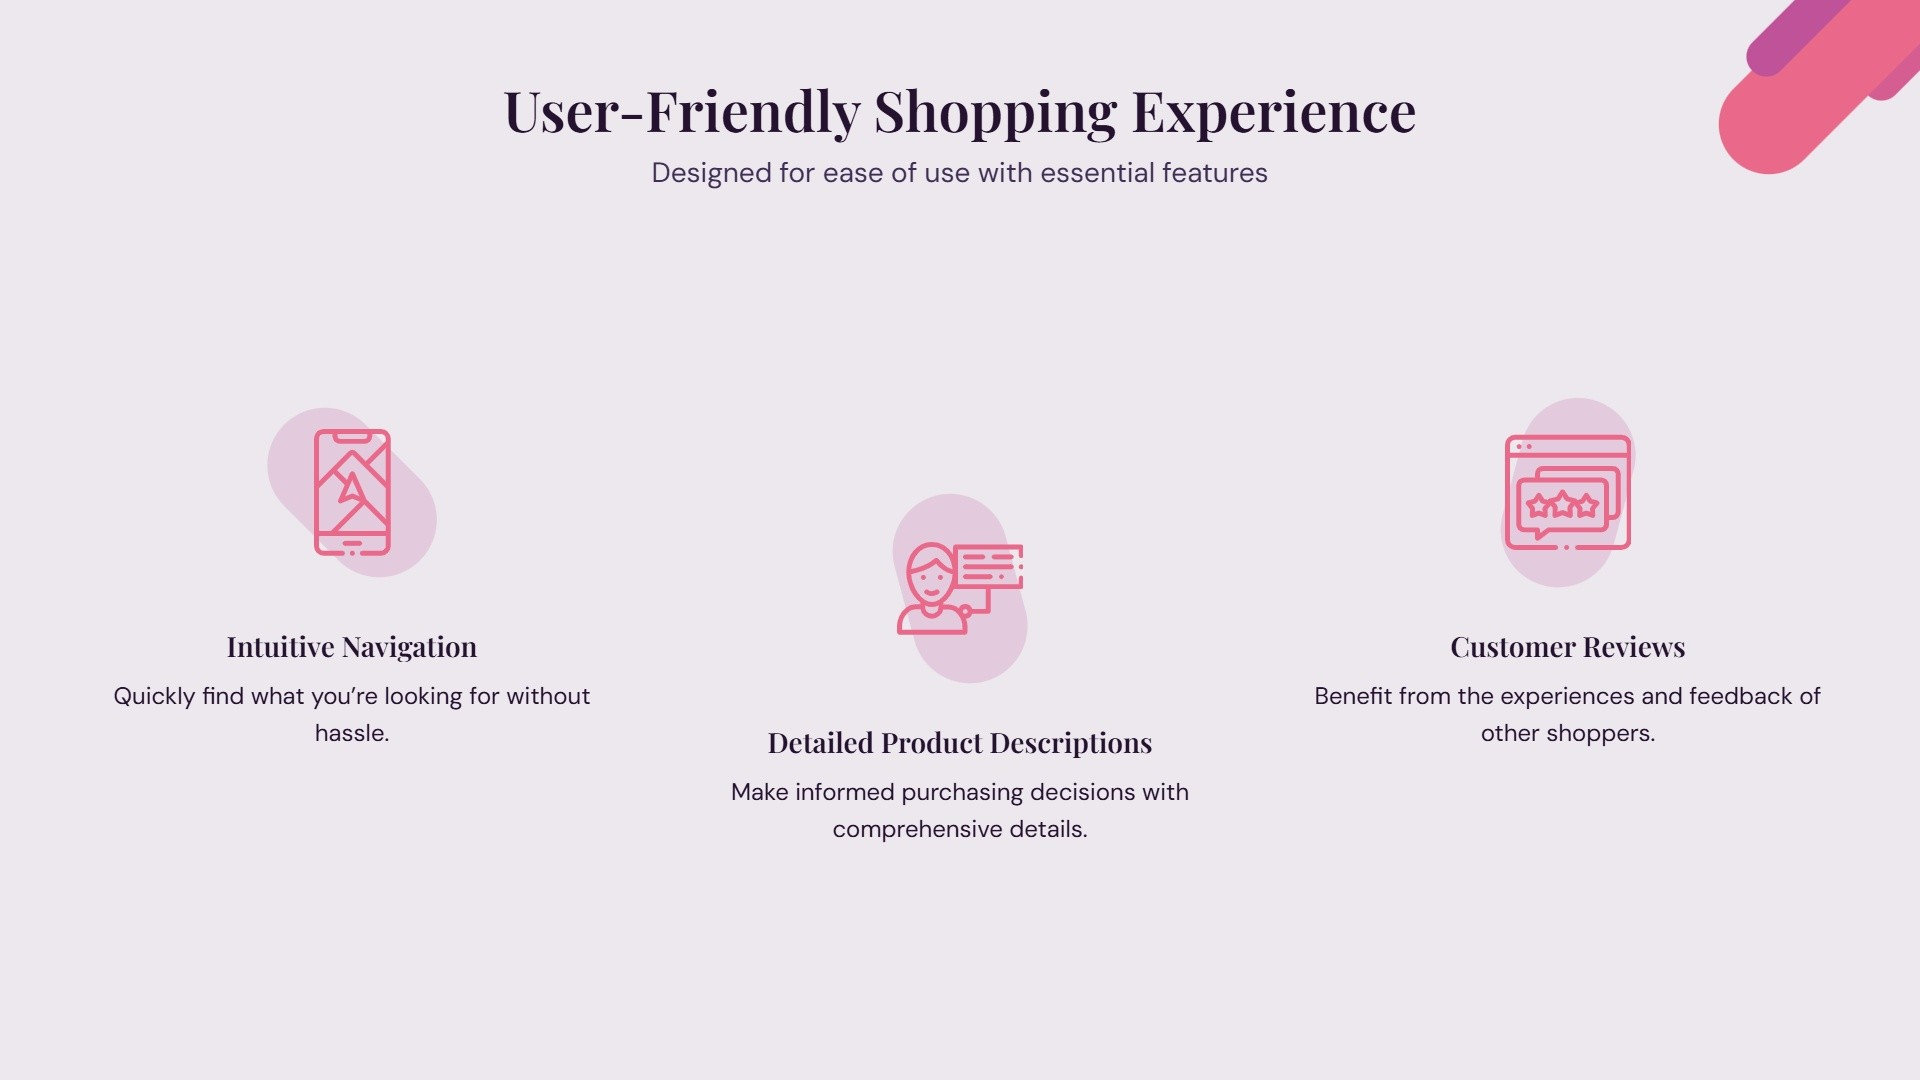 User-Friendly Shopping Experience
Designed for ease of use with essential features
Intuitive Navigation
Quickly find what you’re looking for without
hassle.
Detailed Product Descriptions
Make informed purchasing decisions with
comprehensive details.
Customer Reviews
Benefit from the experiences and feedback of
other shoppers.